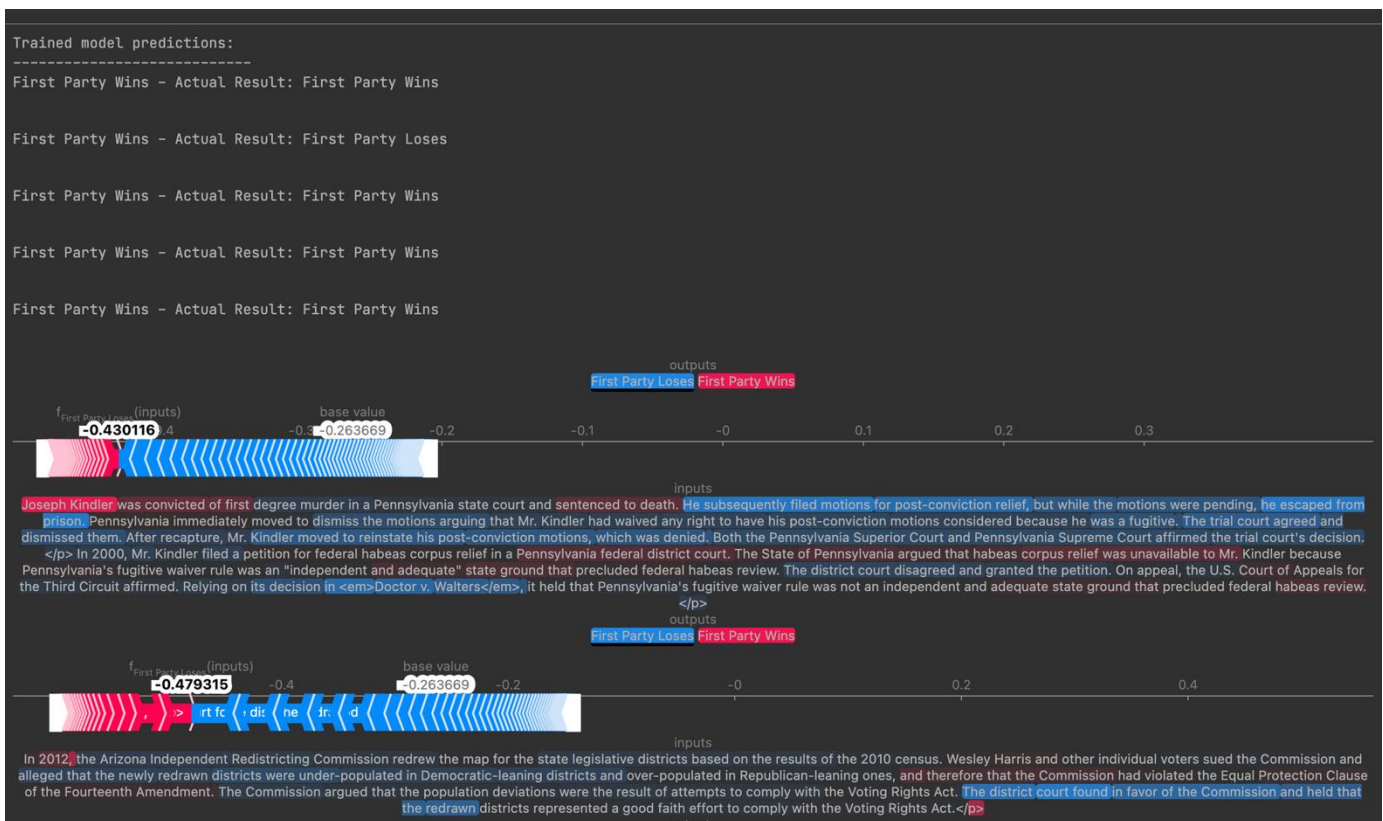 Trained model predictions:
----------------------------
First Party Wins – Actual Result: First Party Wins
First Party Wins – Actual Result: First Party Loses
First Party Wins – Actual Result: First Party Wins
First Party Wins – Actual Result: First Party Wins
First Party Wins – Actual Result: First Party Wins
outputs
First Party Loses First Party Wins
f First Party Loses (inputs) base value
-0.430116 -0.263669 -0.2 -0.1 -0 0.1 0.2 0.3
inputs
Joseph Kindler was convicted of first degree murder in a Pennsylvania state court and sentenced to death. He subsequently filed motions for post-conviction relief, but while the motions were pending, he escaped from
prison. Pennsylvania immediately moved to dismiss the motions arguing that Mr. Kindler had waived any right to have his post-conviction motions considered because he was a fugitive. The trial court agreed and
dismissed them. After recapture, Mr. Kindler moved to reinstate his post-conviction motions, which was denied. Both the Pennsylvania Superior Court and Pennsylvania Supreme Court affirmed the trial court's decision.
</p> In 2000, Mr. Kindler filed a petition for federal habeas corpus relief in a Pennsylvania federal district court. The State of Pennsylvania argued that habeas corpus relief was unavailable to Mr. Kindler because
Pennsylvania's fugitive waiver rule was an "independent and adequate" state ground that precluded federal habeas review. The district court disagreed and granted the petition. On appeal, the U.S. Court of Appeals for
the Third Circuit affirmed. Relying on its decision in <em>Doctor v. Walters</em>, it held that Pennsylvania's fugitive waiver rule was not an independent and adequate state ground that precluded federal habeas review.
</p>
outputs
First Party Loses First Party Wins
f First Party Loses (inputs) base value
-0.479315 -0.4 -0.263669 -0.2 -0 0.2 0.4
inputs
In 2012, the Arizona Independent Redistricting Commission redrew the map for the state legislative districts based on the results of the 2010 census. Wesley Harris and other individual voters sued the Commission and
alleged that the newly redrawn districts were under-populated in Democratic-leaning districts and over-populated in Republican-leaning ones, and therefore that the Commission had violated the Equal Protection Clause
of the Fourteenth Amendment. The Commission argued that the population deviations were the result of attempts to comply with the Voting Rights Act. The district court found in favor of the Commission and held that
the redrawn districts represented a good faith effort to comply with the Voting Rights Act.</p>